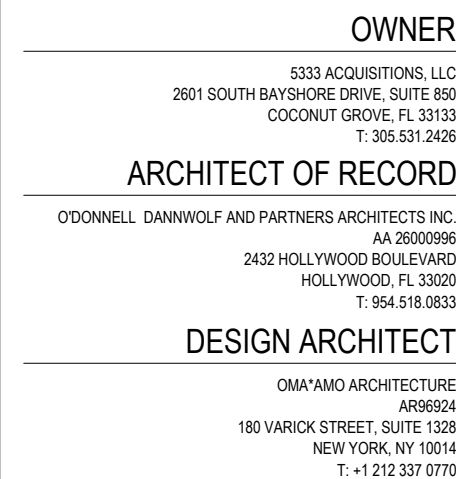 OWNER
5333 ACQUISITIONS, LLC
2601 SOUTH BAYSHORE DRIVE, SUITE 850
COCONUT GROVE, FL 33133
T: 305.531.2426
ARCHITECT OF RECORD
O'DONNELL DANNWOLF AND PARTNERS ARCHITECTS INC.
AA 26000996
2432 HOLLYWOOD BOULEVARD
HOLLYWOOD, FL 33020
T: 954.518.0833
DESIGN ARCHITECT
OMA*AMO ARCHITECTURE
AR96924
180 VARICK STREET, SUITE 1328
NEW YORK, NY 10014
T: +1 212 337 0770